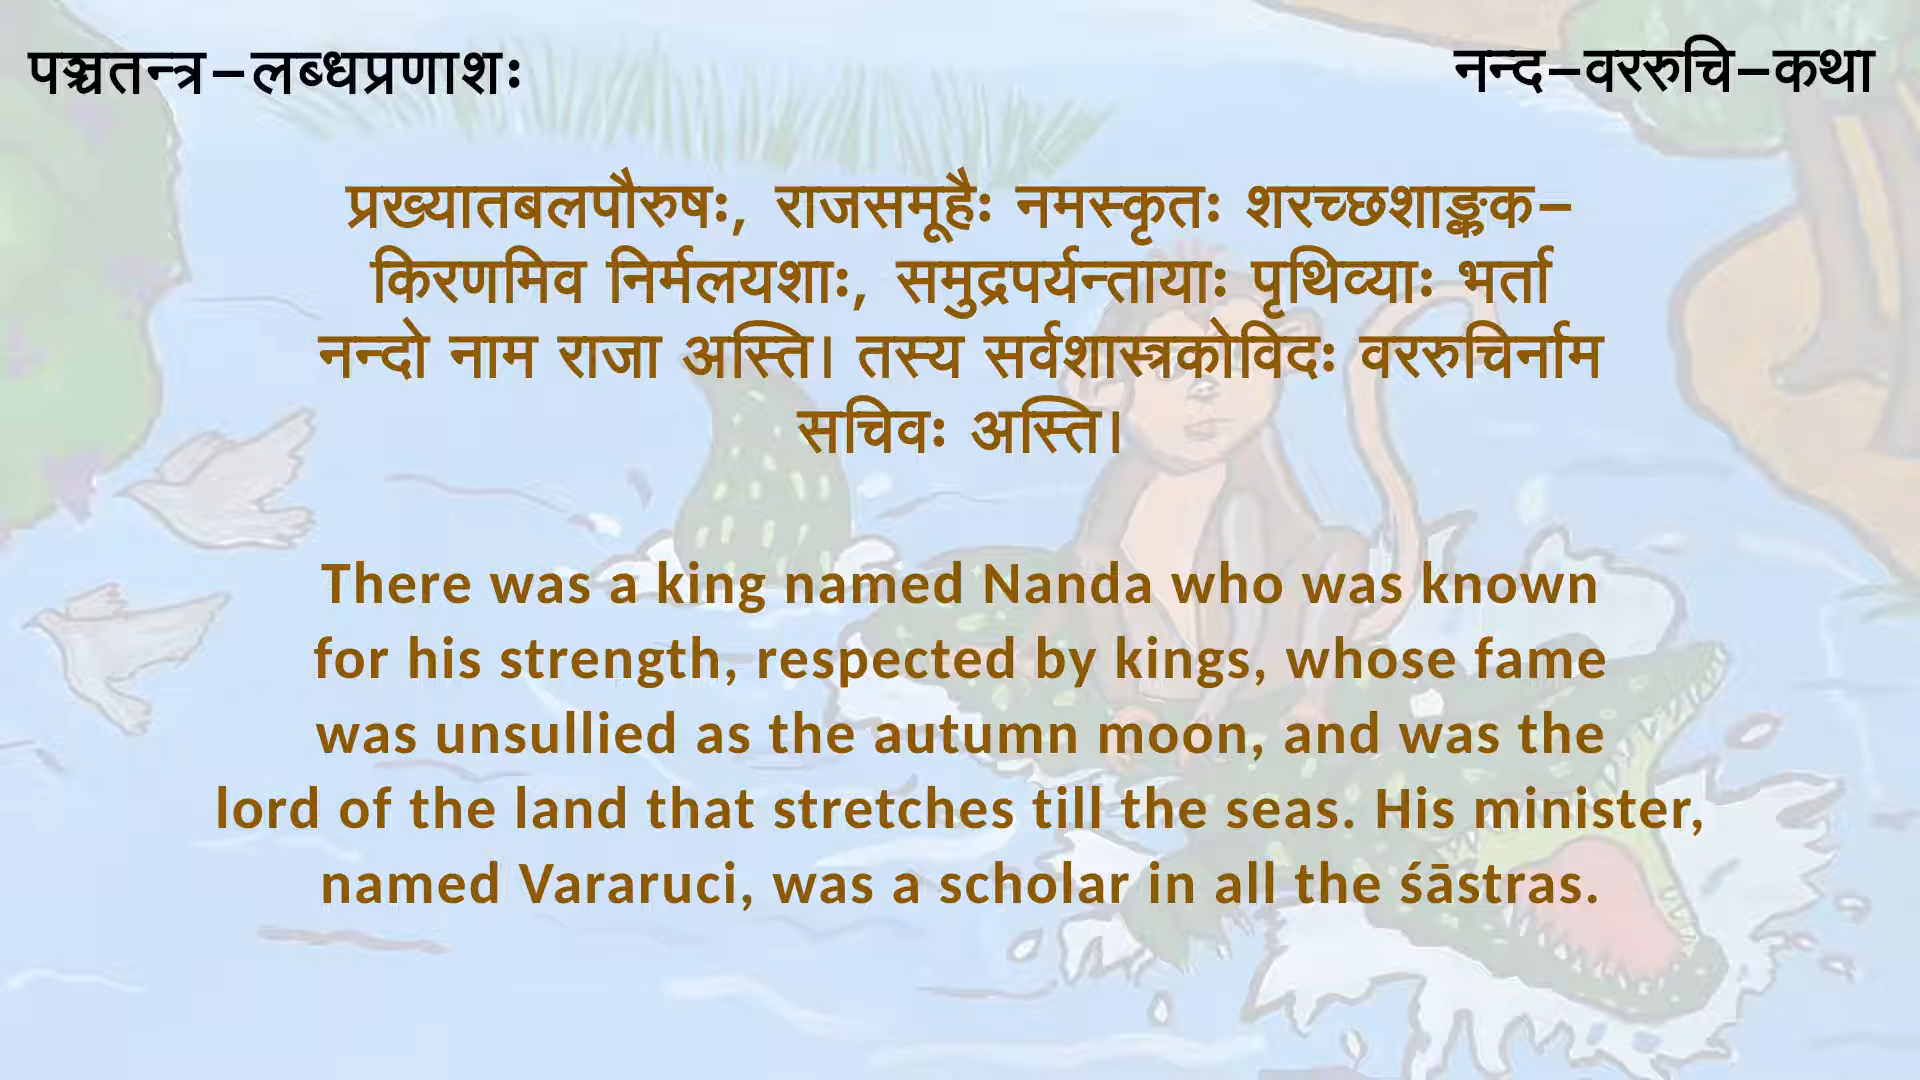 पञ्चतन्त्र–लब्धप्रणाशः
नन्द–वररुचि–कथा
प्रख्यातबलपौरुषः, राजसमूहैः नमस्कृतः शरच्छशाङ्कक–
किरणमिव निर्मलयशाः, समुद्रपर्यन्तायाः पृथिव्याः भर्ता
नन्दो नाम राजा अस्ति। तस्य सर्वशास्त्रकोविदः वररुचिर्नाम
सचिवः अस्ति।
There was a king named Nanda who was known
for his strength, respected by kings, whose fame
was unsullied as the autumn moon, and was the
lord of the land that stretches till the seas. His minister,
named Vararuci, was a scholar in all the śāstras.